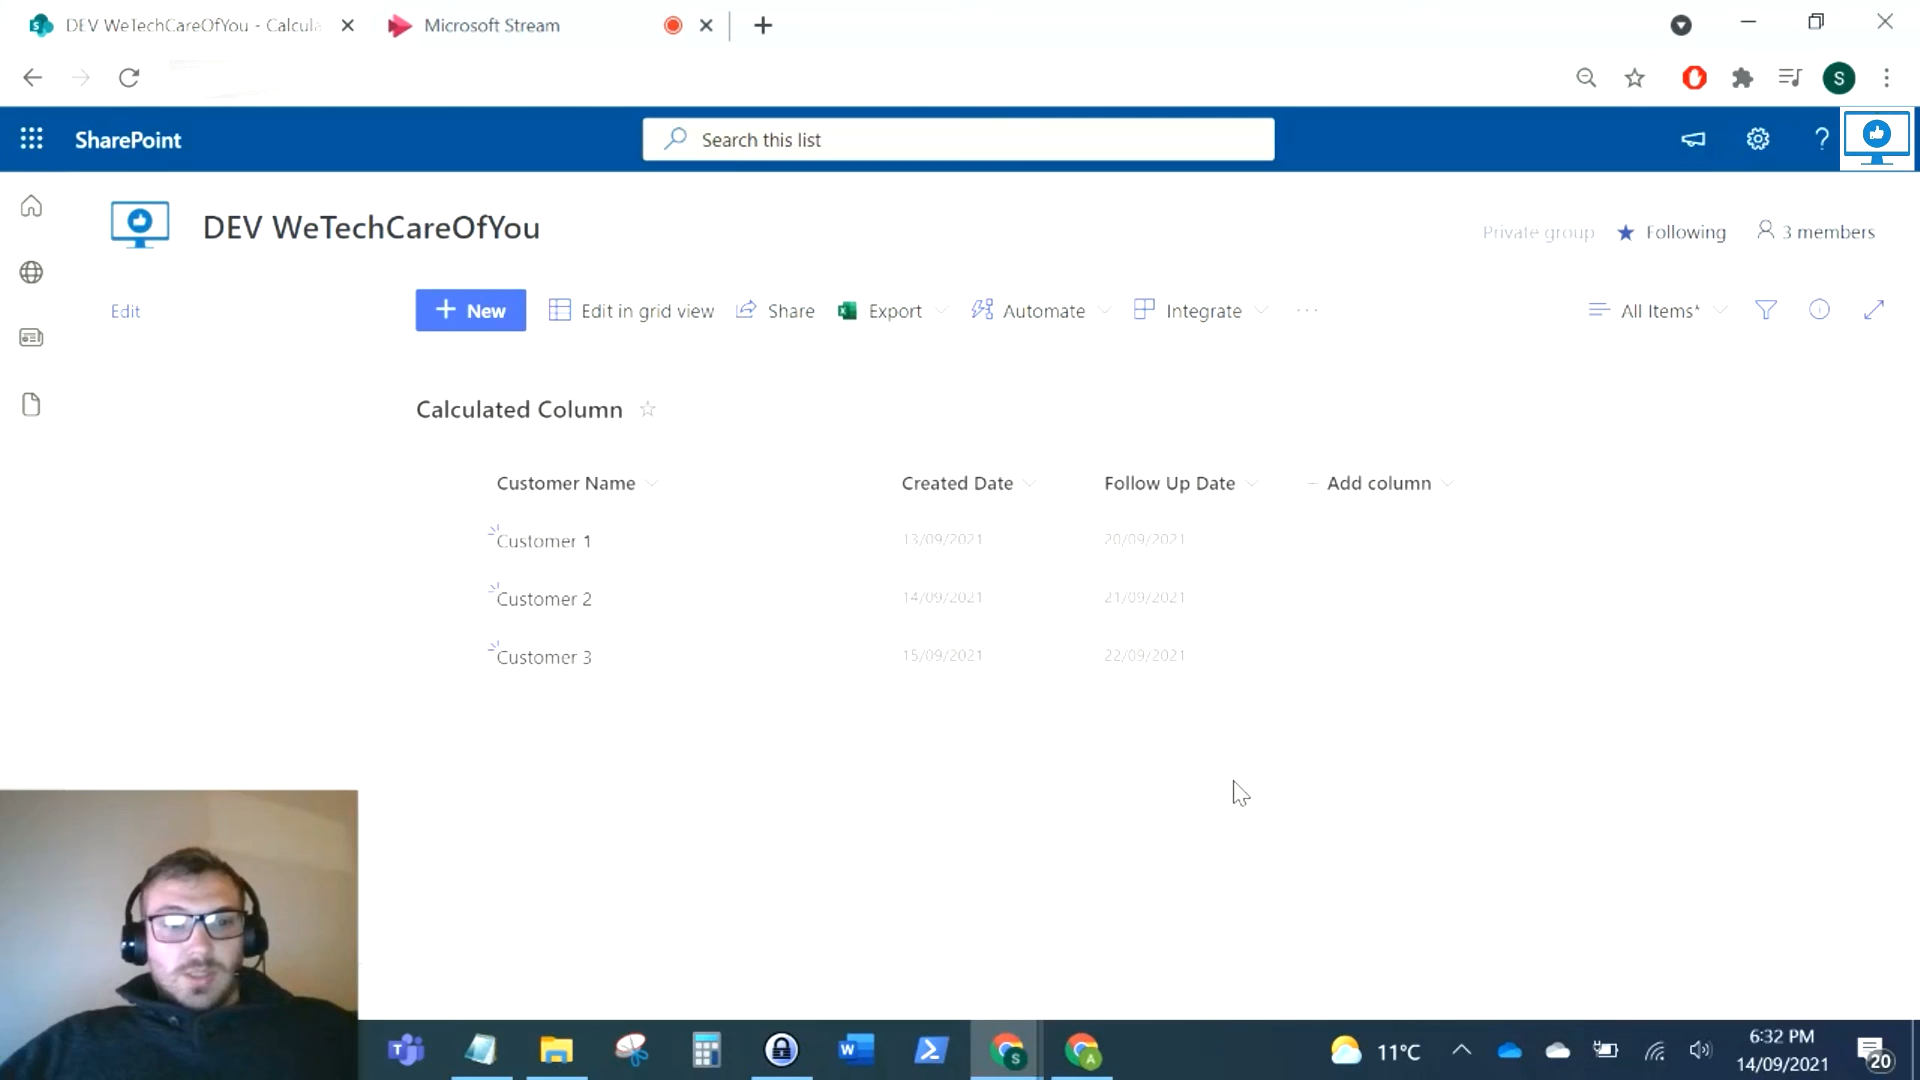 DEV WeTechCareOfYou - Calcula
Microsoft Stream
S
SharePoint
Search this list
?
DEV WeTechCareOfYou
Private group
Following
3 members
Edit
New
Edit in grid view
Share
Export
Automate
Integrate
...
All Items*
Calculated Column
Customer Name
Created Date
Follow Up Date
Add column
Customer 1
13/09/2021
20/09/2021
Customer 2
14/09/2021
21/09/2021
Customer 3
15/09/2021
22/09/2021
11°C
6:32 PM
14/09/2021
20